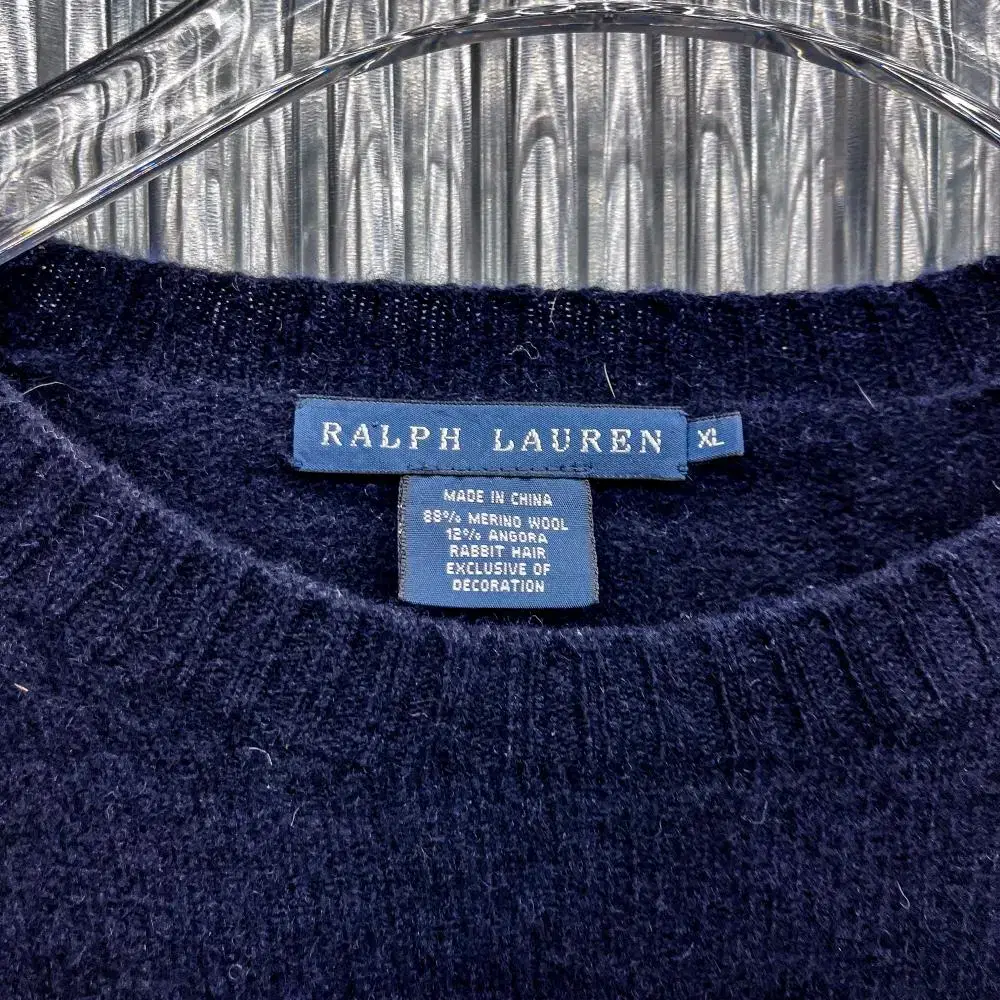 RALPH LAUREN XL
MADE IN CHINA
88% MERINO WOOL
12% ANGORA
RABBIT HAIR
EXCLUSIVE OF
DECORATION